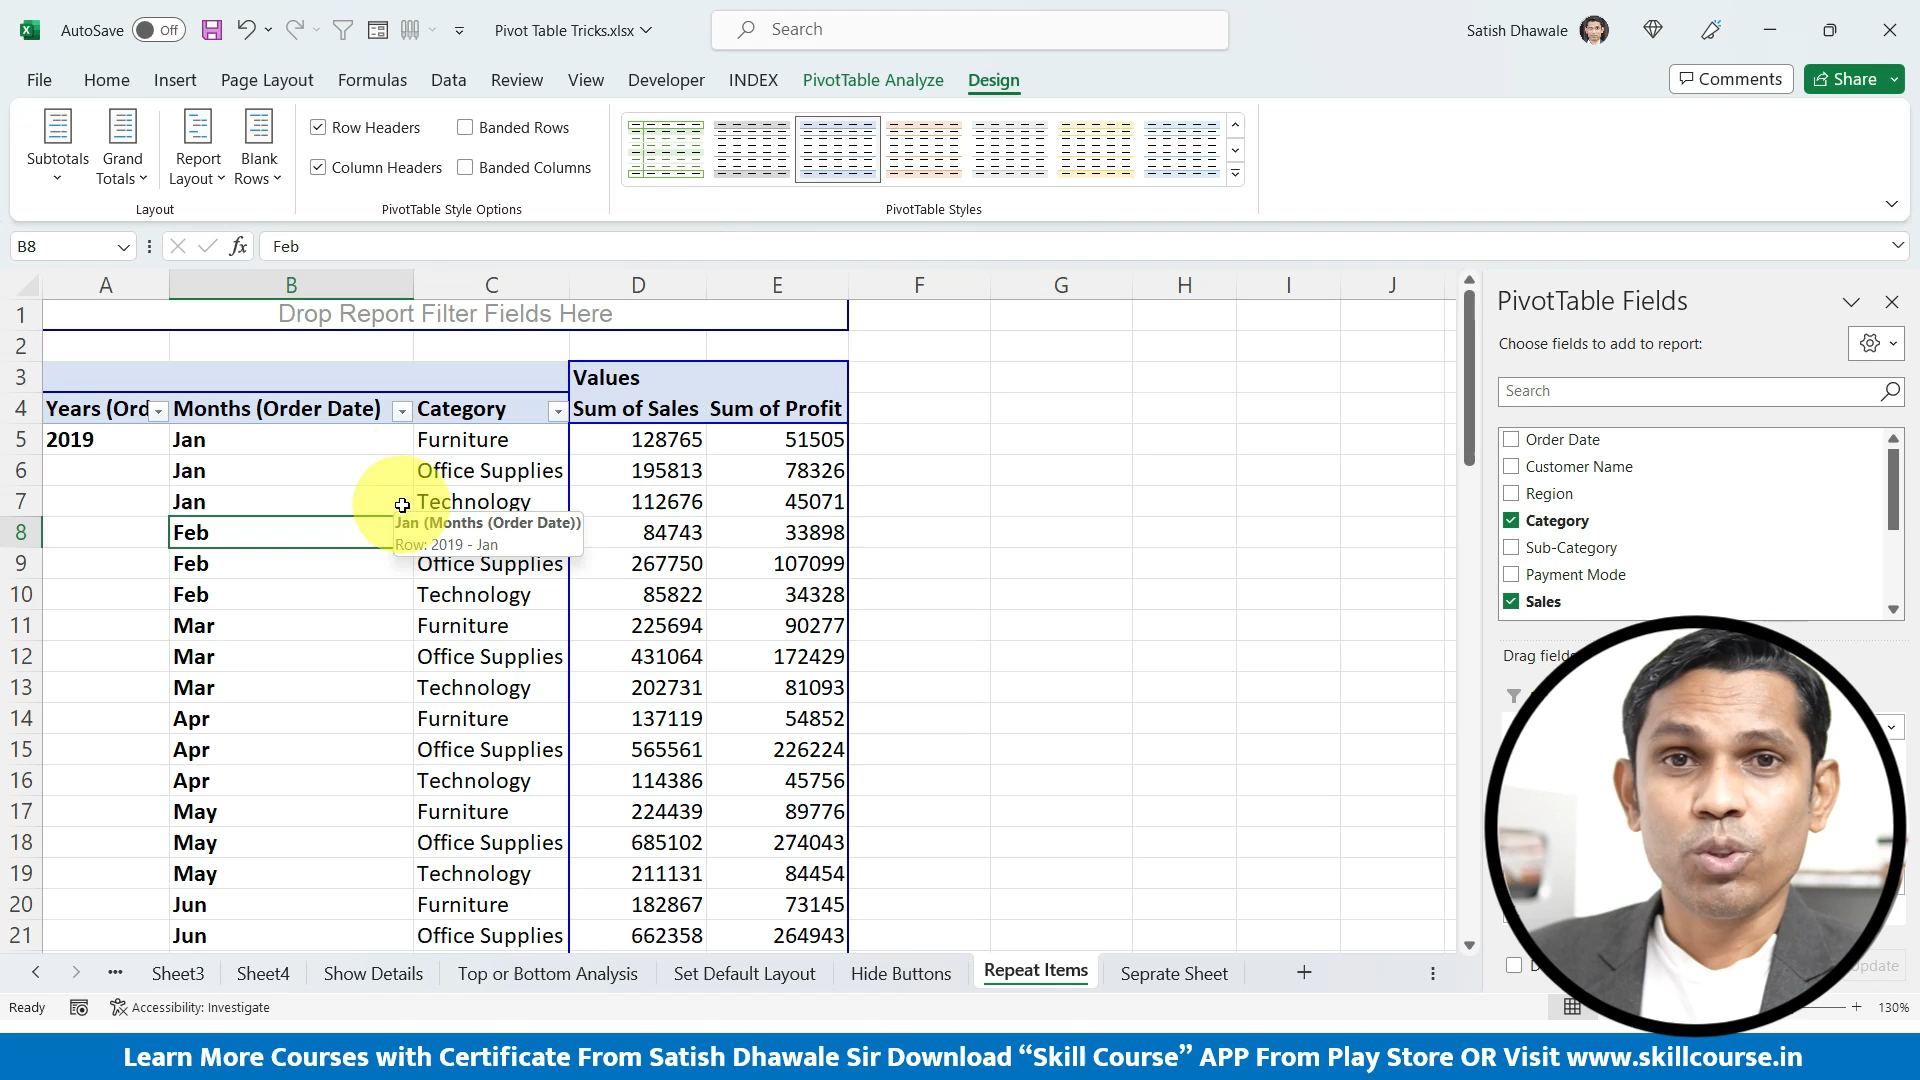 AutoSave Off Pivot Table Tricks.xlsx Search Satish Dhawale
File Home Insert Page Layout Formulas Data Review View Developer INDEX PivotTable Analyze Design Comments Share
Subtotals Grand Totals Report Layout Blank Rows
Row Headers Banded Rows
Column Headers Banded Columns
Layout PivotTable Style Options PivotTable Styles
B8 fx Feb
A B C D E F G H I J
1 Drop Report Filter Fields Here
2
3 Values
4 Years (Ord Months (Order Date) Category Sum of Sales Sum of Profit
5 2019 Jan Furniture 128765 51505
6 Jan Office Supplies 195813 78326
7 Jan Technology 112676 45071
8 Feb 84743 33898
Jan (Months (Order Date))
Row: 2019 - Jan
9 Feb Office Supplies 267750 107099
10 Feb Technology 85822 34328
11 Mar Furniture 225694 90277
12 Mar Office Supplies 431064 172429
13 Mar Technology 202731 81093
14 Apr Furniture 137119 54852
15 Apr Office Supplies 565561 226224
16 Apr Technology 114386 45756
17 May Furniture 224439 89776
18 May Office Supplies 685102 274043
19 May Technology 211131 84454
20 Jun Furniture 182867 73145
21 Jun Office Supplies 662358 264943
PivotTable Fields
Choose fields to add to report:
Search
Order Date
Customer Name
Region
Category
Sub-Category
Payment Mode
Sales
Drag
Sheet3 Sheet4 Show Details Top or Bottom Analysis Set Default Layout Hide Buttons Repeat Items Seprate Sheet
Ready Accessibility: Investigate 130%
Learn More Courses with Certificate From Satish Dhawale Sir Download “Skill Course” APP From Play Store OR Visit www.skillcourse.in